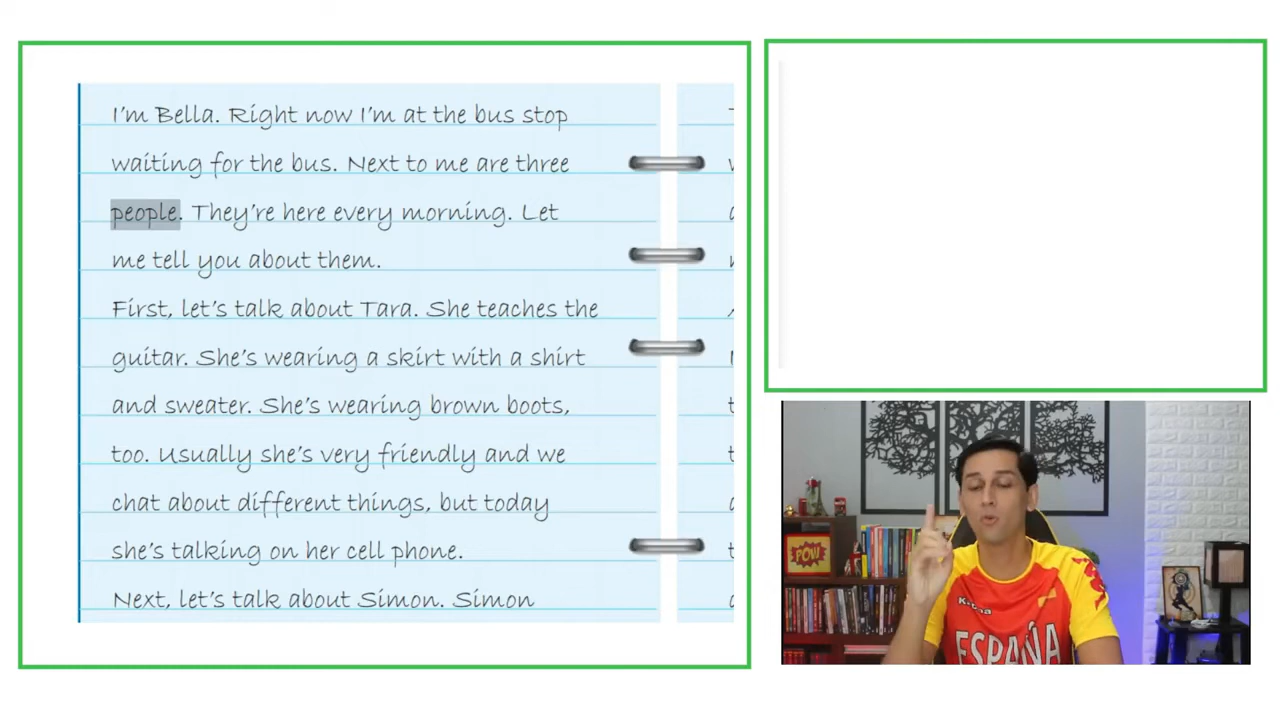 I'm Bella. Right now I'm at the bus stop
waiting for the bus. Next to me are three
people. They're here every morning. Let
me tell you about them.
First, let's talk about Tara. She teaches the
guitar. She's wearing a skirt with a shirt
and sweater. She's wearing brown boots,
too. Usually she's very friendly and we
chat about different things, but today
she's talking on her cell phone.
Next, let's talk about Simon. Simon
POW
ESPAÑA